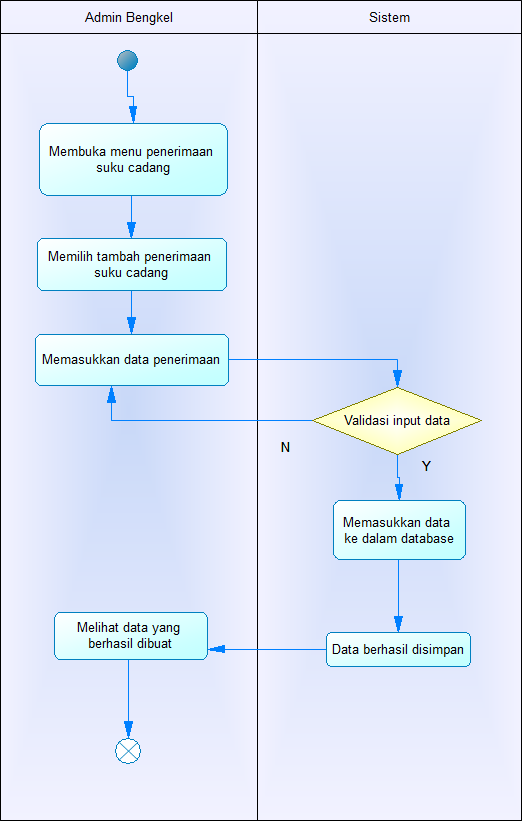 Admin Bengkel
Sistem
Membuka menu penerimaan
suku cadang
Memilih tambah penerimaan
suku cadang
Memasukkan data penerimaan
Validasi input data
N
Y
Memasukkan data
ke dalam database
Melihat data yang
berhasil dibuat
Data berhasil disimpan